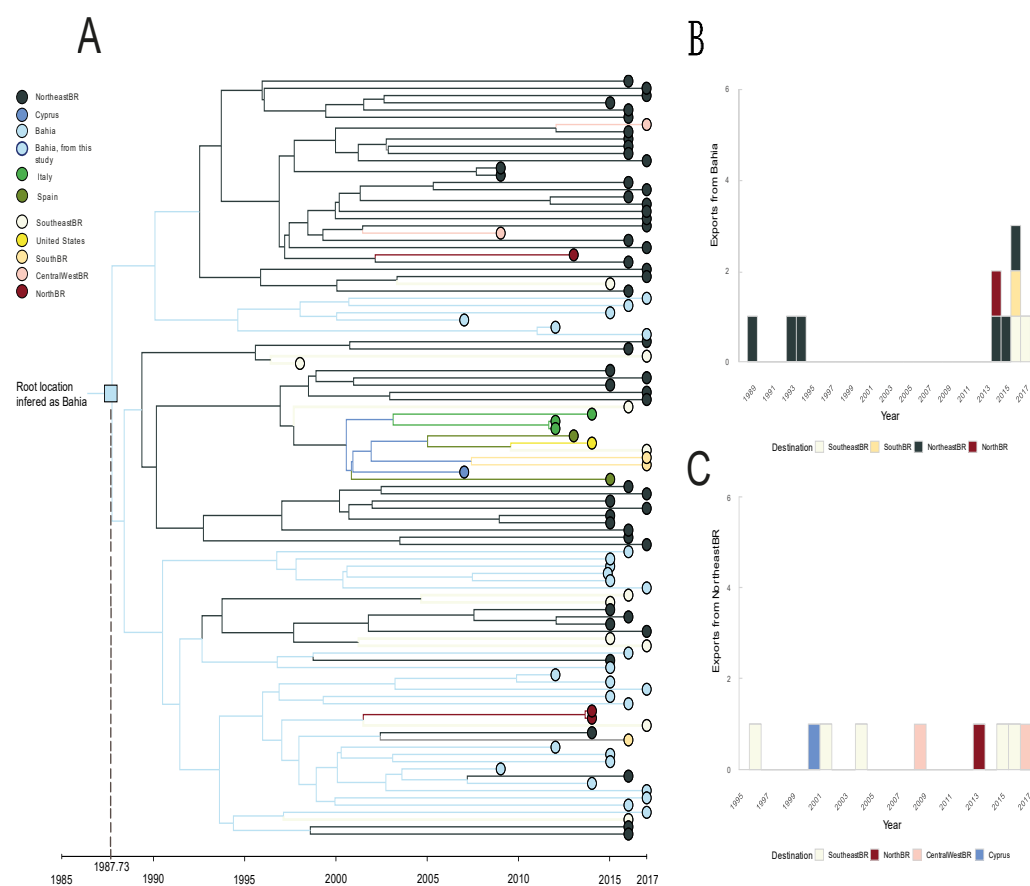 A
NortheastBR
Cyprus
Bahia
Bahia, from this
study
Italy
Spain
SoutheastBR
United States
SouthBR
CentralWestBR
NorthBR
Root location
infered as Bahia
1987.73
1985
1990
1995
2000
2005
2010
2015
2017
B
Exports from Bahia
6
4
2
0
1989
1991
1993
1995
1997
1999
2001
2003
2005
2007
2009
2011
2013
2015
2017
Year
Destination SoutheastBR SouthBR NortheastBR NorthBR
C
Exports from NortheastBR
6
4
2
0
1995
1997
1999
2001
2003
2005
2007
2009
2011
2013
2015
2017
Year
Destination SoutheastBR NorthBR CentralWestBR Cyprus